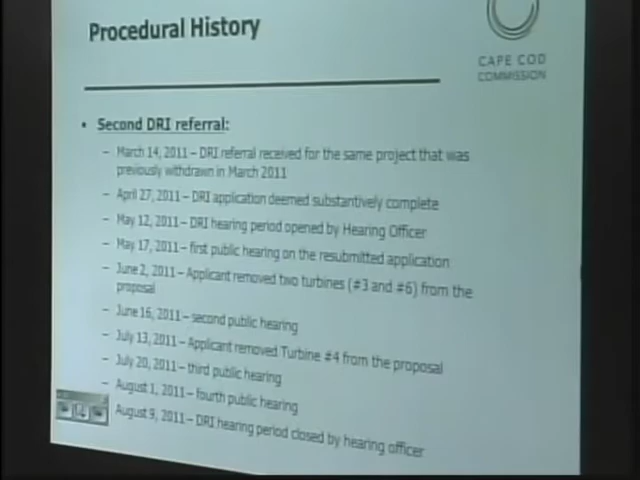 Procedural History
CAPE COD
COMMISSION
• Second DRI referral:
– March 14, 2011 – DRI referral received for the same project that was
previously withdrawn in March 2011
– April 27, 2011 – DRI application deemed substantively complete
– May 12, 2011 – DRI hearing period opened by Hearing Officer
– May 17, 2011 – first public hearing on the resubmitted application
– June 2, 2011 – Applicant removed two turbines (#3 and #6) from the
proposal
– June 16, 2011 – second public hearing
– July 13, 2011 – Applicant removed Turbine #4 from the proposal
– July 20, 2011 – third public hearing
– August 1, 2011 – fourth public hearing
August 9, 2011 – DRI hearing period closed by hearing officer